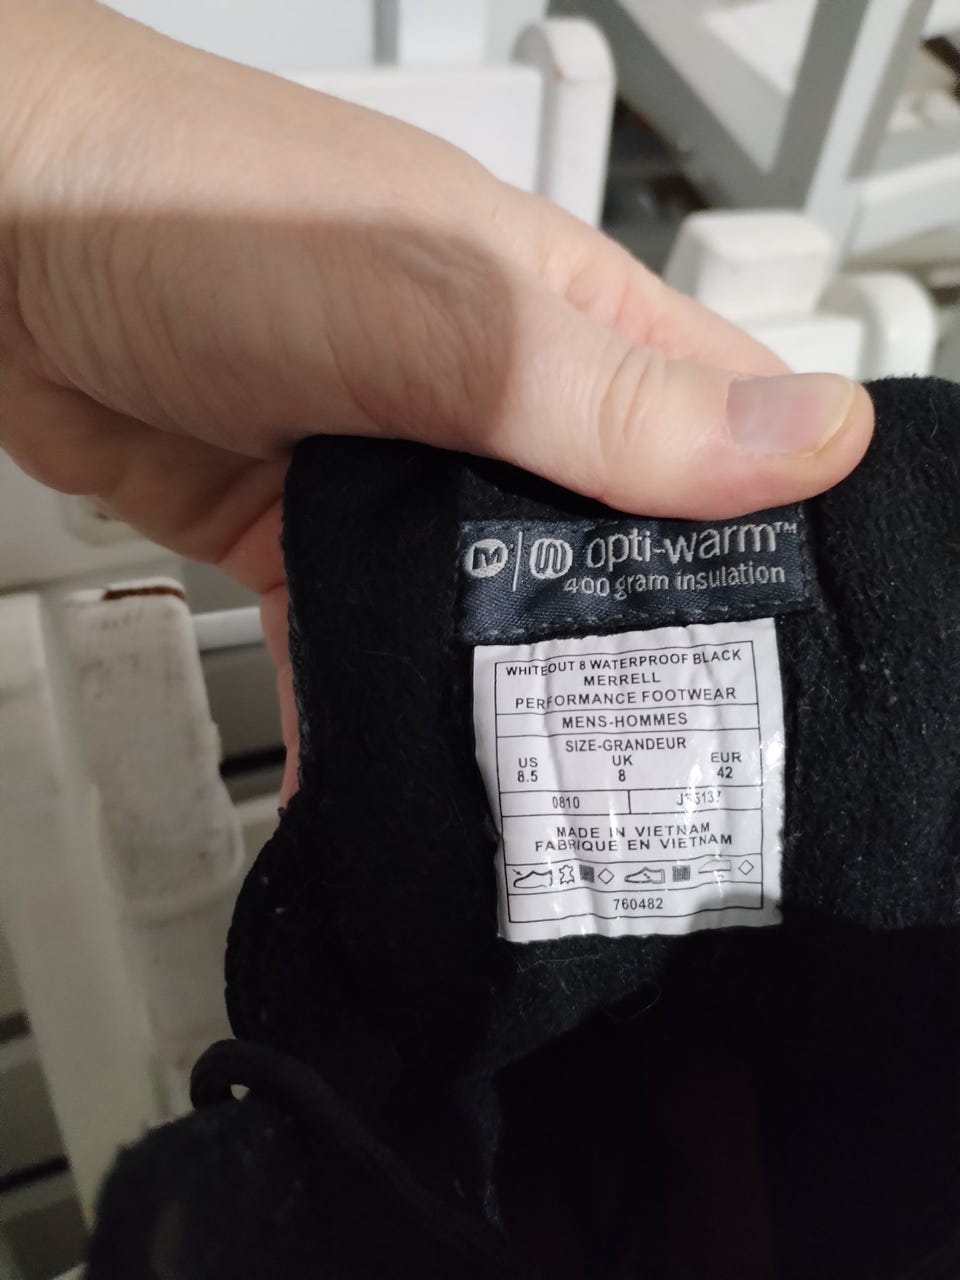 M opti-warm™
400 gram insulation
WHITEOUT 8 WATERPROOF BLACK
MERRELL
PERFORMANCE FOOTWEAR
MENS-HOMMES
SIZE-GRANDEUR
US UK EUR
8.5 8 42
0810
MADE IN VIETNAM
FABRIQUE EN VIETNAM
760482